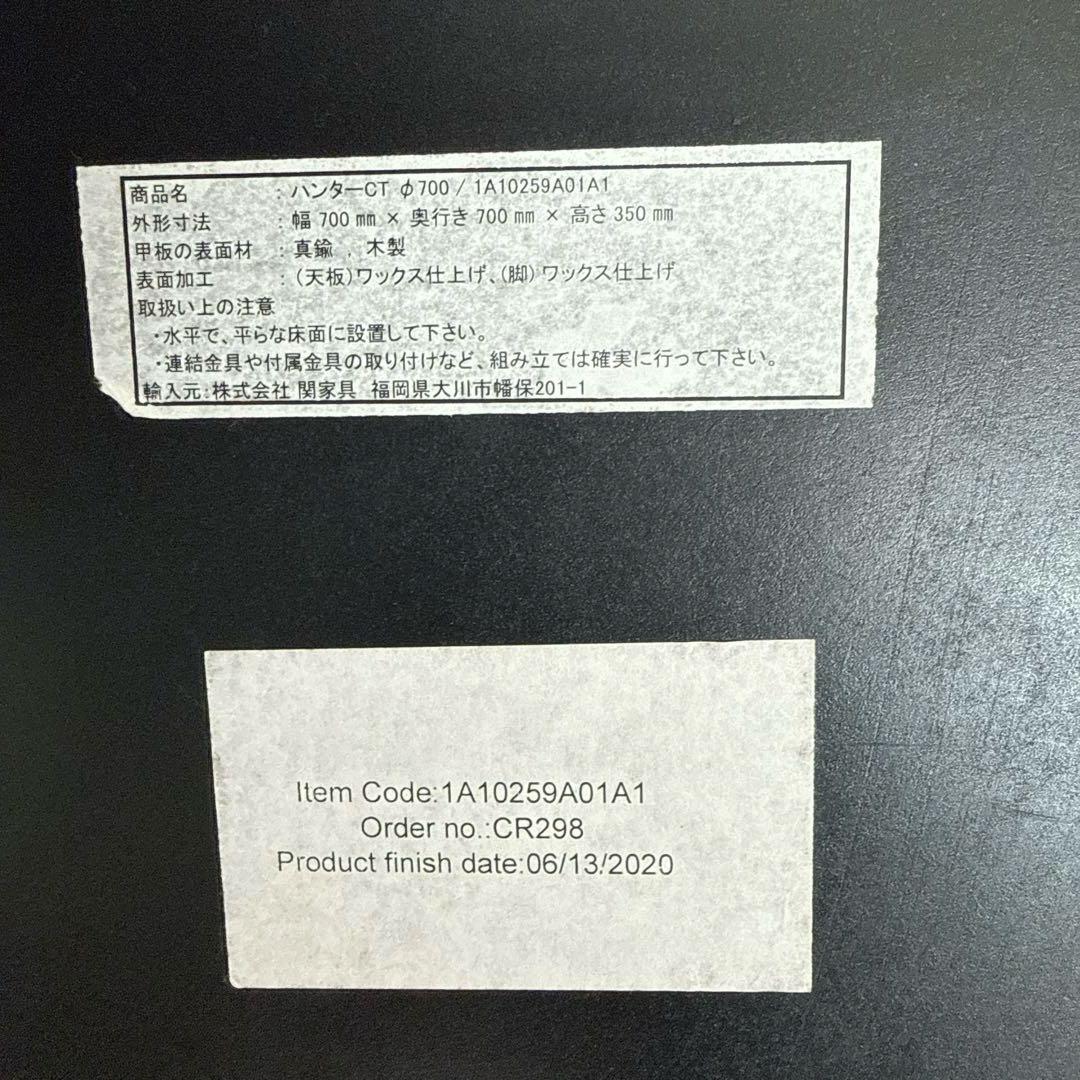 商品名 : ハンターCT φ700 / 1A10259A01A1
外形寸法 : 幅 700 ㎜ × 奥行き 700 ㎜ × 高さ 350 ㎜
甲板の表面材 : 真鍮 , 木製
表面加工 : (天板)ワックス仕上げ、(脚)ワックス仕上げ
取扱い上の注意
・水平で、平らな床面に設置して下さい。
・連結金具や付属金具の取り付けなど、組み立ては確実に行って下さい。
輸入元:株式会社 関家具 福岡県大川市幡保201-1
Item Code:1A10259A01A1
Order no.:CR298
Product finish date:06/13/2020